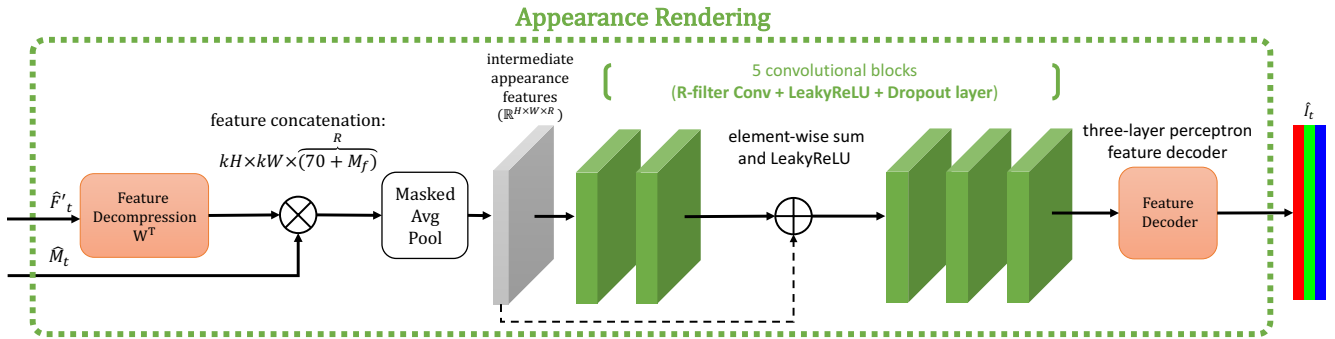 Appearance Rendering
intermediate
appearance
features
(ℝ^{H×W×R})
5 convolutional blocks
(R-filter Conv + LeakyReLU + Dropout layer)
Î_t
feature concatenation:
R
kH×kW×(70 + M_f)
element-wise sum
and LeakyReLU
three-layer perceptron
feature decoder
F̂'_t
Feature
Decompression
W^T
Masked
Avg
Pool
Feature
Decoder
M̂_t